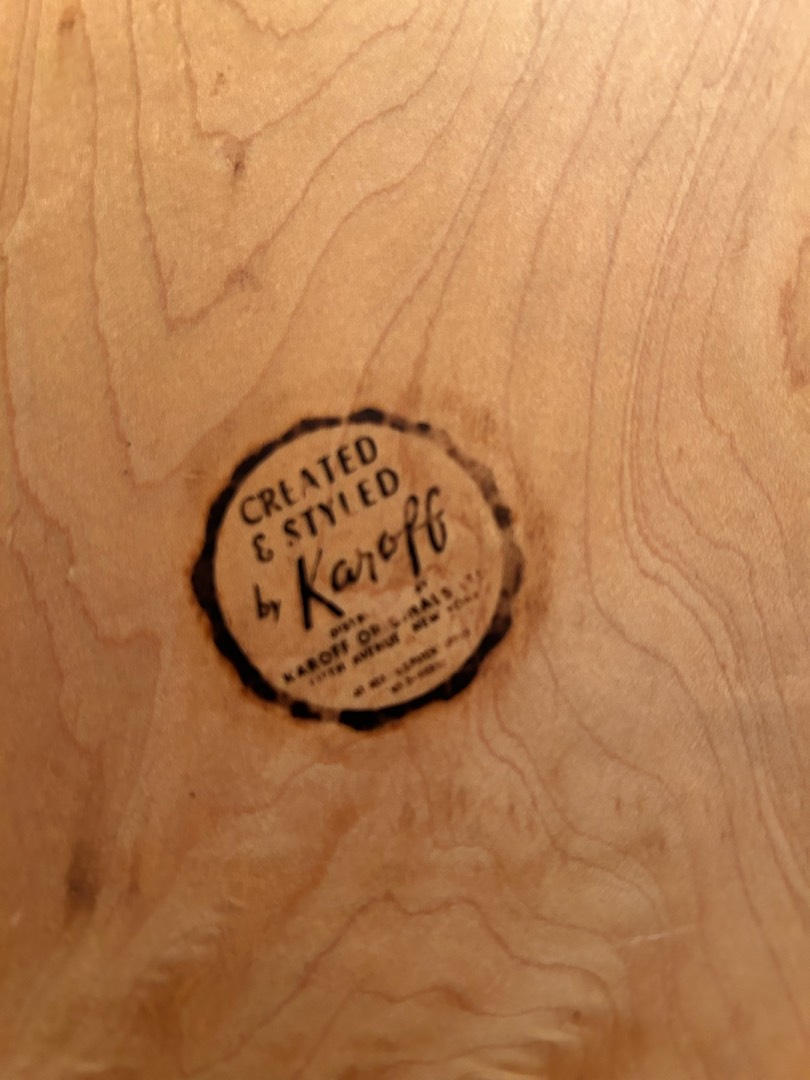 CREATED
& STYLED
by Karoff
KAROFF ORIGINALS LTD.
FIFTH AVENUE, NEW YORK